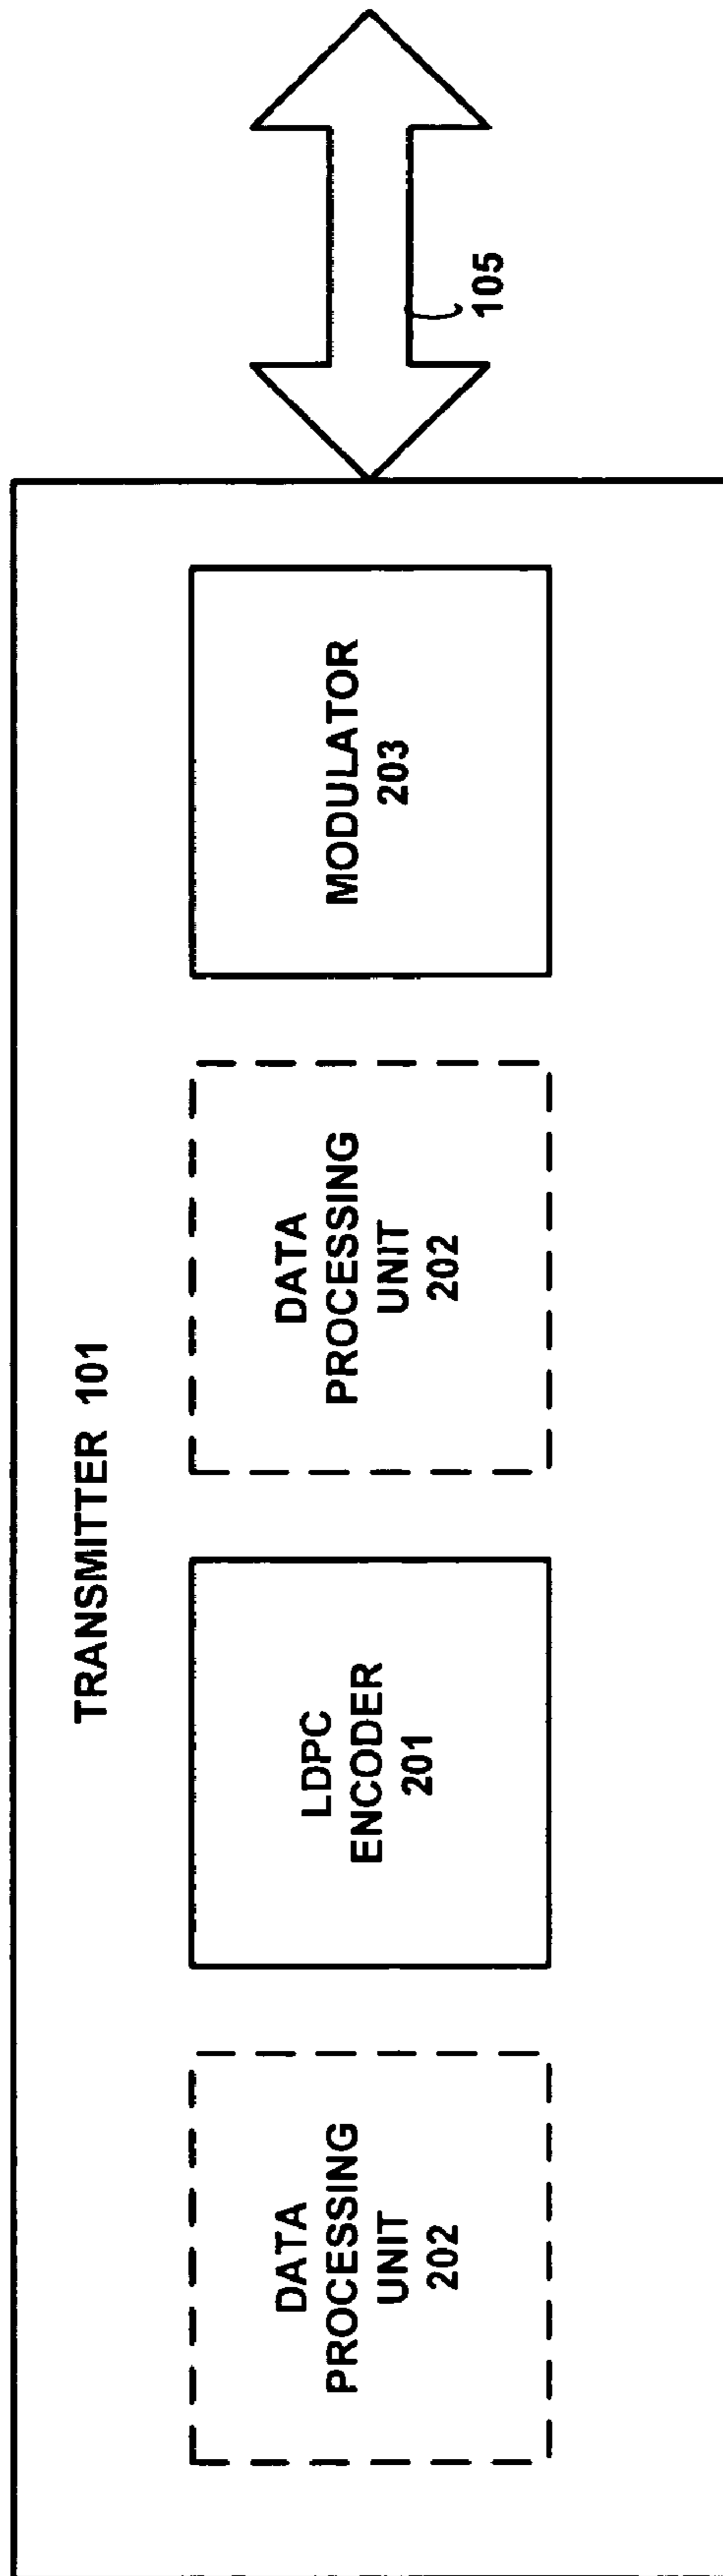 TRANSMITTER 101
DATA
PROCESSING
UNIT
202
LDPC
ENCODER
201
DATA
PROCESSING
UNIT
202
MODULATOR
203
105